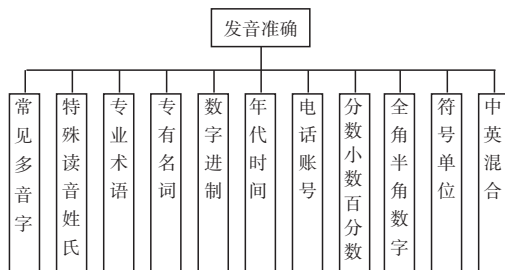 发音准确
常见多音字
特殊读音姓氏
专业术语
专有名词
数字进制
年代时间
电话账号
分数小数百分数
全角半角数字
符号单位
中英混合